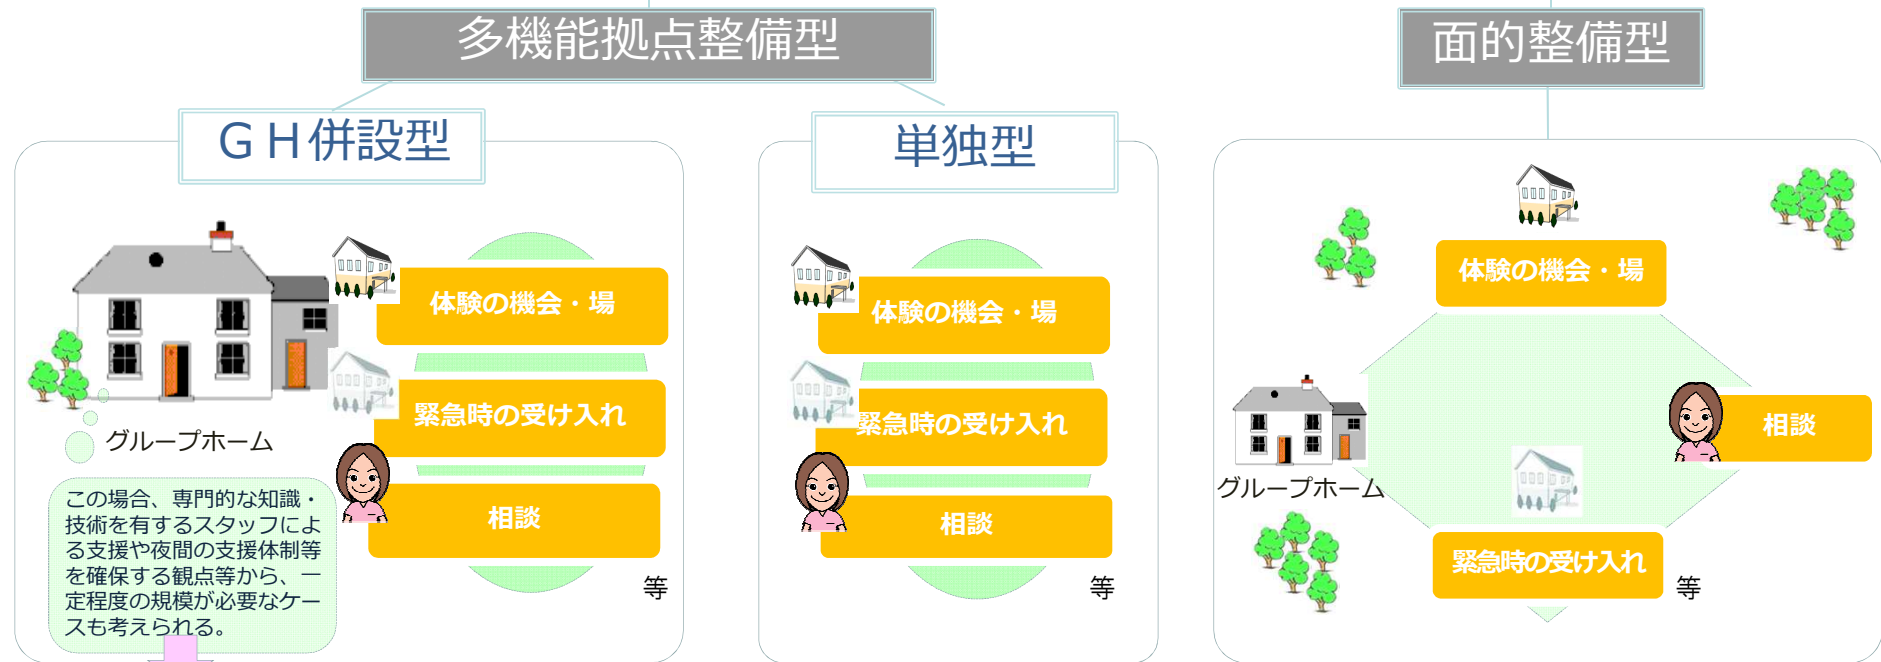 多機能拠点整備型
面的整備型
ＧＨ併設型
単独型
体験の機会・場
緊急時の受け入れ
相談
等
グループホーム
この場合、専門的な知識・
技術を有するスタッフによ
る支援や夜間の支援体制等
を確保する観点等から、一
定程度の規模が必要なケー
スも考えられる。
体験の機会・場
緊急時の受け入れ
相談
等
体験の機会・場
相談
グループホーム
緊急時の受け入れ
等